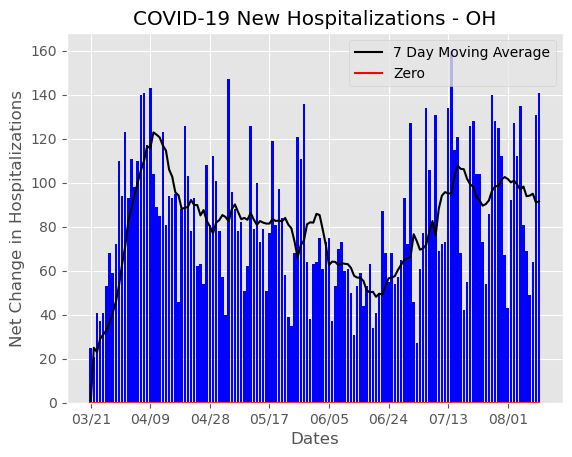 COVID-19 New Hospitalizations - OH
7 Day Moving Average
Zero
Net Change in Hospitalizations
160
140
120
100
80
60
40
20
0
03/21 04/09 04/28 05/17 06/05 06/24 07/13 08/01
Dates